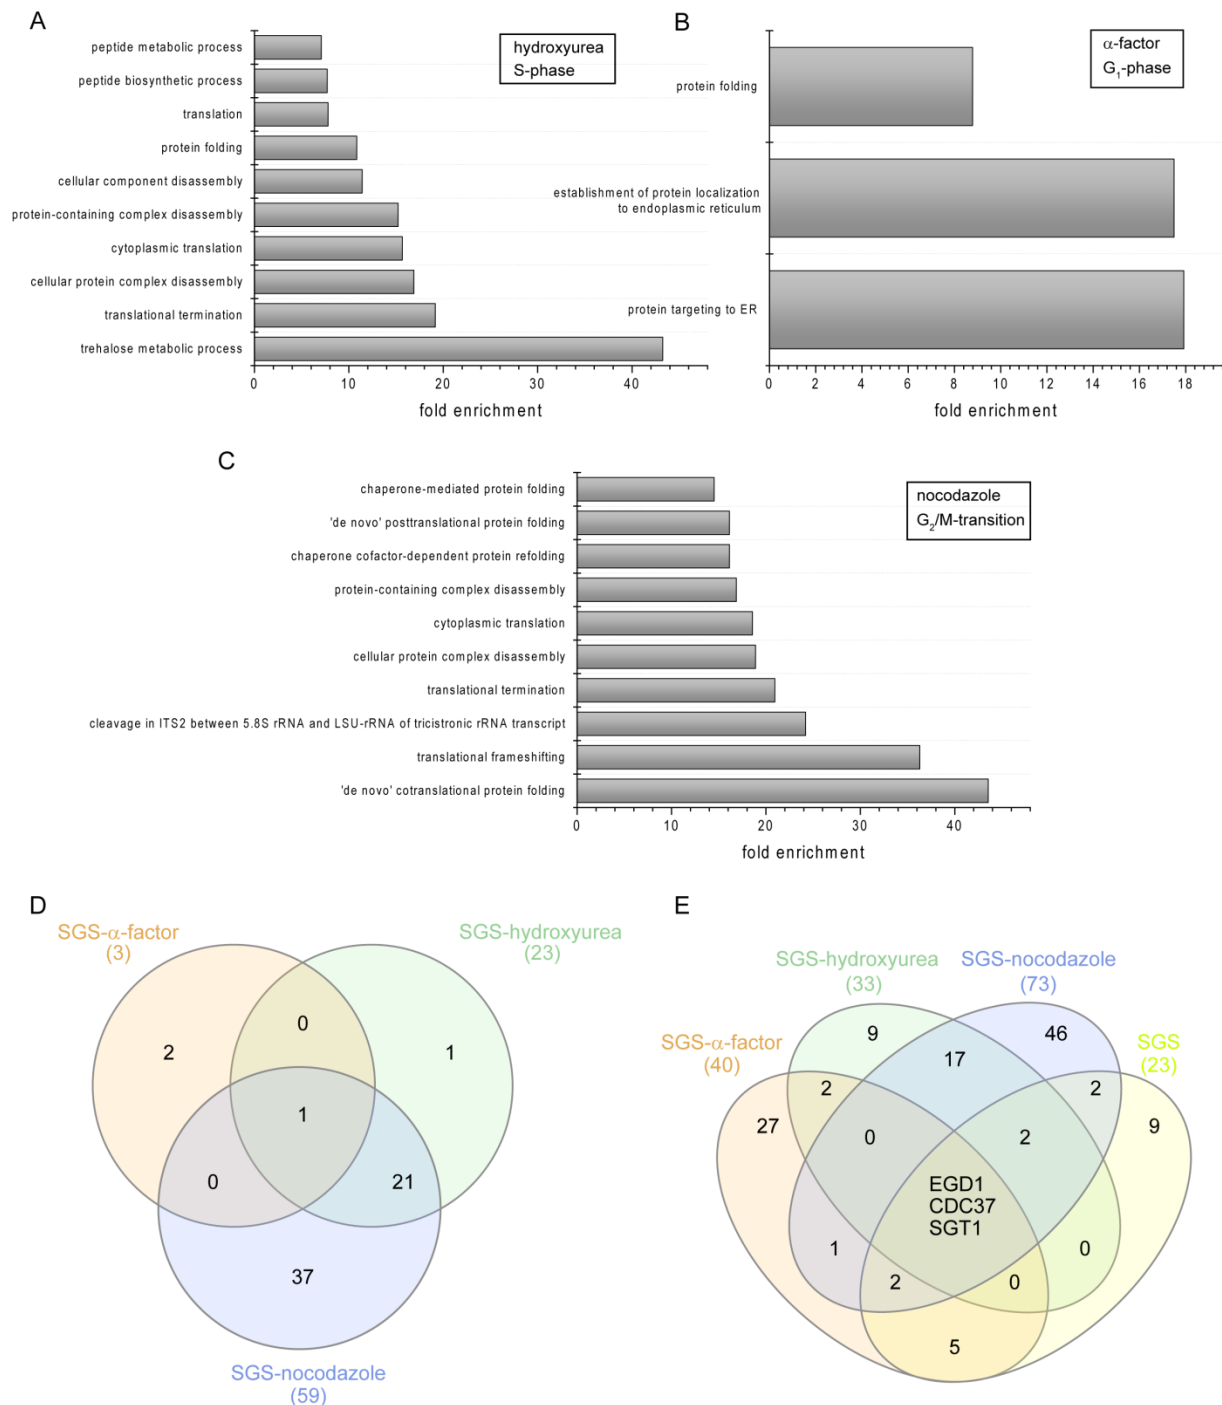 A
peptide metabolic process
peptide biosynthetic process
translation
protein folding
cellular component disassembly
protein-containing complex disassembly
cytoplasmic translation
cellular protein complex disassembly
translational termination
trehalose metabolic process
hydroxyurea
S-phase
0 10 20 30 40
fold enrichment
B
protein folding
establishment of protein localization
to endoplasmic reticulum
protein targeting to ER
α-factor
G₁-phase
0 2 4 6 8 10 12 14 16 18
fold enrichment
C
chaperone-mediated protein folding
'de novo' posttranslational protein folding
chaperone cofactor-dependent protein refolding
protein-containing complex disassembly
cytoplasmic translation
cellular protein complex disassembly
translational termination
cleavage in ITS2 between 5.8S rRNA and LSU-rRNA of tricistronic rRNA transcript
translational frameshifting
'de novo' cotranslational protein folding
nocodazole
G₂/M-transition
0 10 20 30 40
fold enrichment
D
SGS-α-factor
(3)
SGS-hydroxyurea
(23)
0
2
1
1
0
21
37
SGS-nocodazole
(59)
E
SGS-hydroxyurea
(33)
SGS-nocodazole
(73)
SGS-α-factor
(40)
SGS
(23)
9
46
17
2
2
27
9
0
2
EGD1
CDC37
SGT1
1
0
2
0
5